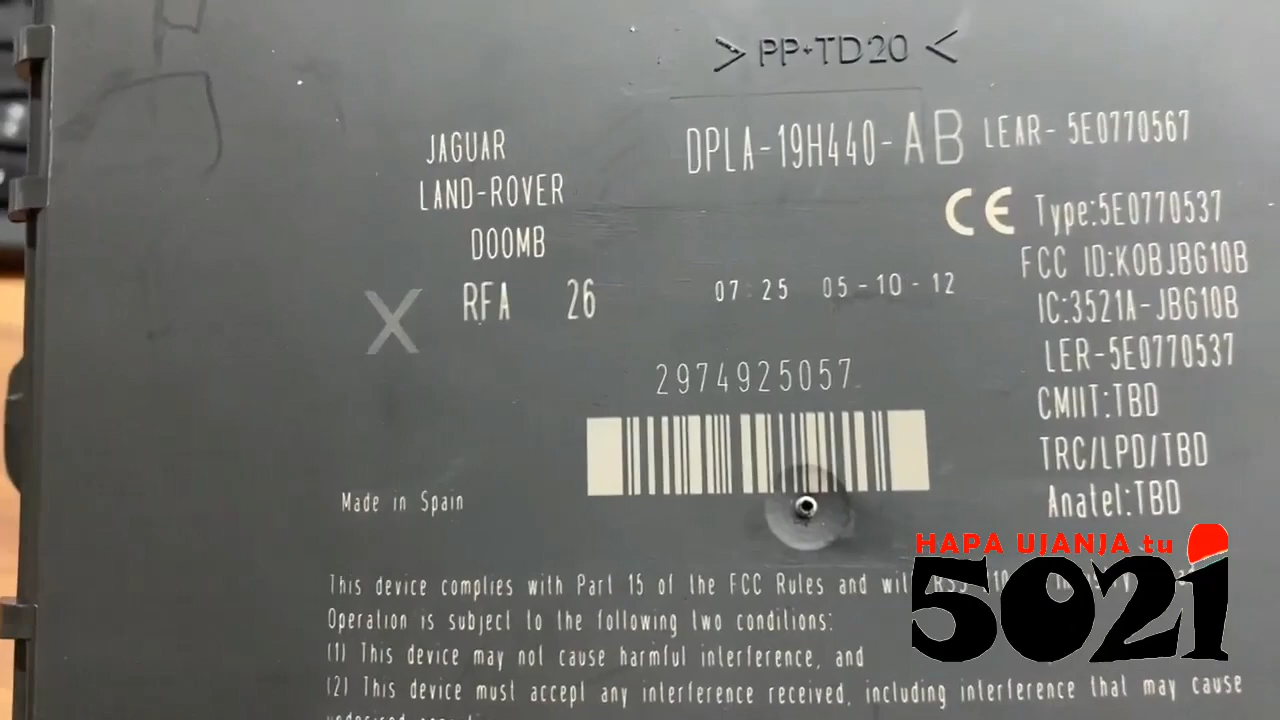 > PP+TD20 <
JAGUAR
LAND-ROVER
DOOMB
DPLA-19H440-AB
LEAR- 5E0770567
CE Type:5E0770537
FCC ID:KOBJBG10B
IC:3521A-JBG10B
LER-5E0770537
CMIIT:TBD
TRC/LPD/TBD
Anatel:TBD
X RFA 26
07:25 05-10-12
2974925057
Made in Spain
This device complies with Part 15 of the FCC Rules and
Operation is subject to the following two conditions:
(1) This device may not cause harmful interference, and
(2) This device must accept any interference received, including interference that may cause
HAPA UJANJA tu
5021